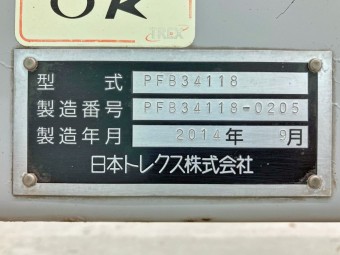 OK
TREX
型式 PFB34118
製造番号 PFB34118-0205
製造年月 2014年 9月
日本トレクス株式会社